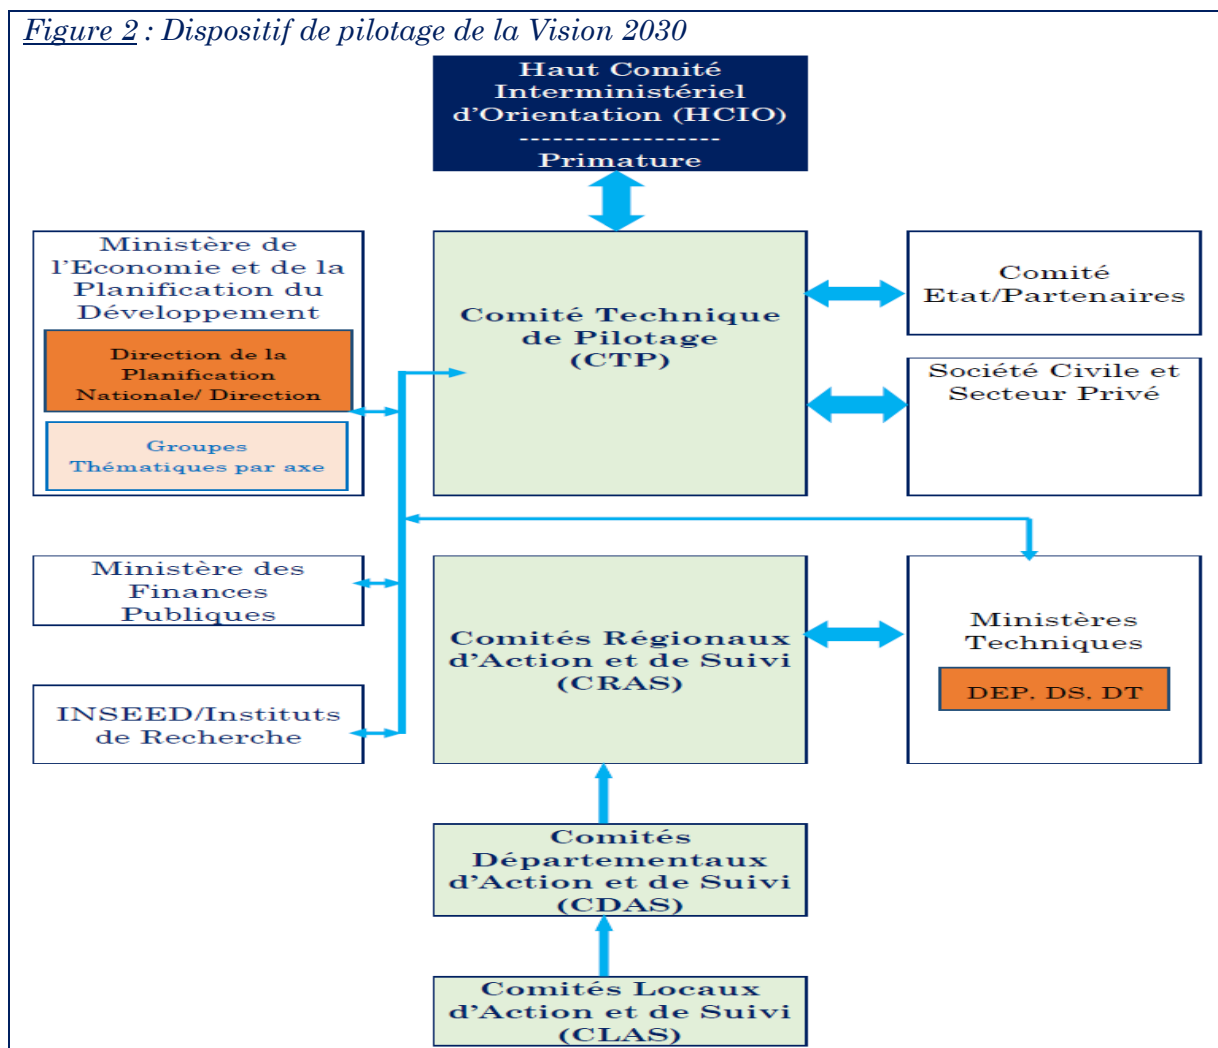 Figure 2 : Dispositif de pilotage de la Vision 2030
Haut Comité
Interministériel
d'Orientation (HCIO)
------------------
Primature
Ministère de
l'Economie et de la
Planification du
Développement
Direction de la
Planification
Nationale/ Direction
Groupes
Thématiques par axe
Comité Technique
de Pilotage
(CTP)
Comité
Etat/Partenaires
Société Civile et
Secteur Privé
Ministère des
Finances
Publiques
Comités Régionaux
d'Action et de Suivi
(CRAS)
Ministères
Techniques
DEP, DS, DT
INSEED/Instituts
de Recherche
Comités
Départementaux
d'Action et de Suivi
(CDAS)
Comités Locaux
d'Action et de Suivi
(CLAS)